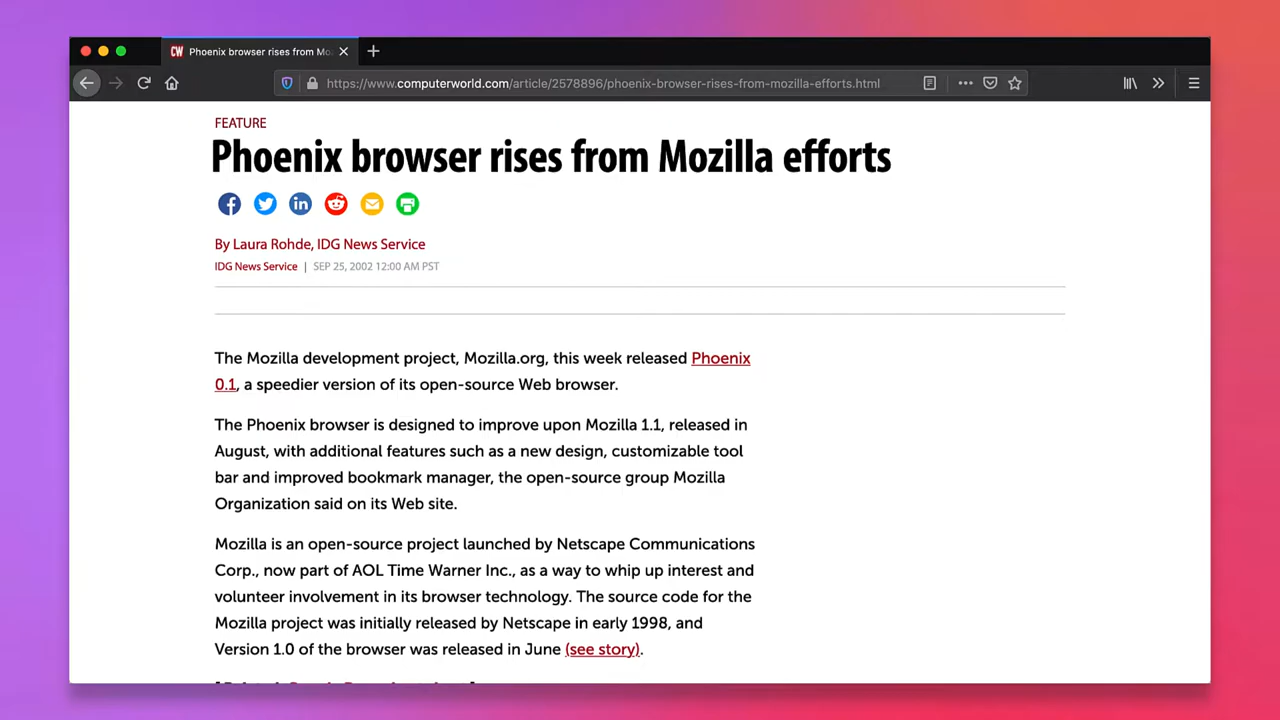 CW Phoenix browser rises from Mo
https://www.computerworld.com/article/2578896/phoenix-browser-rises-from-mozilla-efforts.html
FEATURE
Phoenix browser rises from Mozilla efforts
By Laura Rohde, IDG News Service
IDG News Service | SEP 25, 2002 12:00 AM PST
The Mozilla development project, Mozilla.org, this week released Phoenix
0.1, a speedier version of its open-source Web browser.
The Phoenix browser is designed to improve upon Mozilla 1.1, released in
August, with additional features such as a new design, customizable tool
bar and improved bookmark manager, the open-source group Mozilla
Organization said on its Web site.
Mozilla is an open-source project launched by Netscape Communications
Corp., now part of AOL Time Warner Inc., as a way to whip up interest and
volunteer involvement in its browser technology. The source code for the
Mozilla project was initially released by Netscape in early 1998, and
Version 1.0 of the browser was released in June (see story).